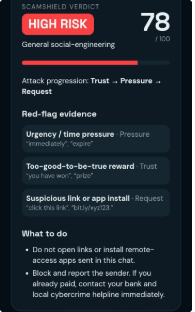 SCAMSHIELD VERDICT
HIGH RISK
78
/ 100
General social-engineering
Attack progression: Trust → Pressure →
Request
Red-flag evidence
Urgency / time pressure · Pressure
"immediately", "expire"
Too-good-to-be-true reward · Trust
"you have won", "prize"
Suspicious link or app install · Request
"click this link", "bit.ly/xyz123."
What to do
• Do not open links or install remote-
access apps sent in this chat.
• Block and report the sender. If you
already paid, contact your bank and
local cybercrime helpline immediately.